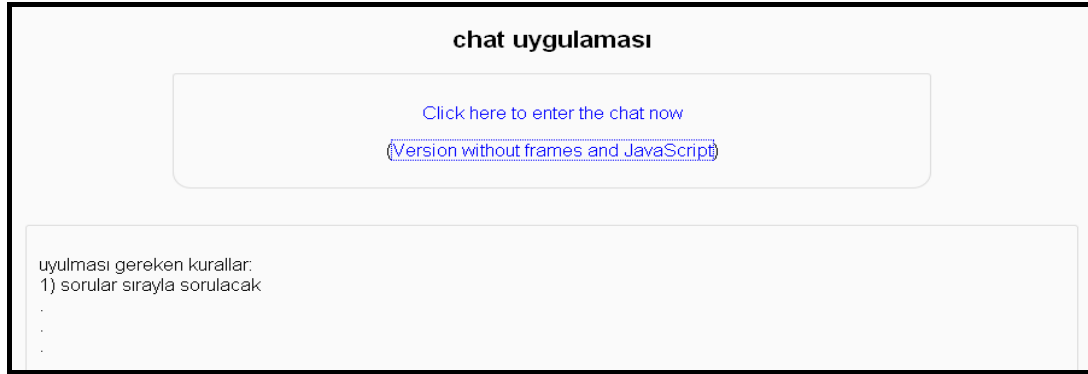 chat uygulaması
Click here to enter the chat now
(Version without frames and JavaScript)
uyulması gereken kurallar:
1) sorular sırayla sorulacak
.
.
.